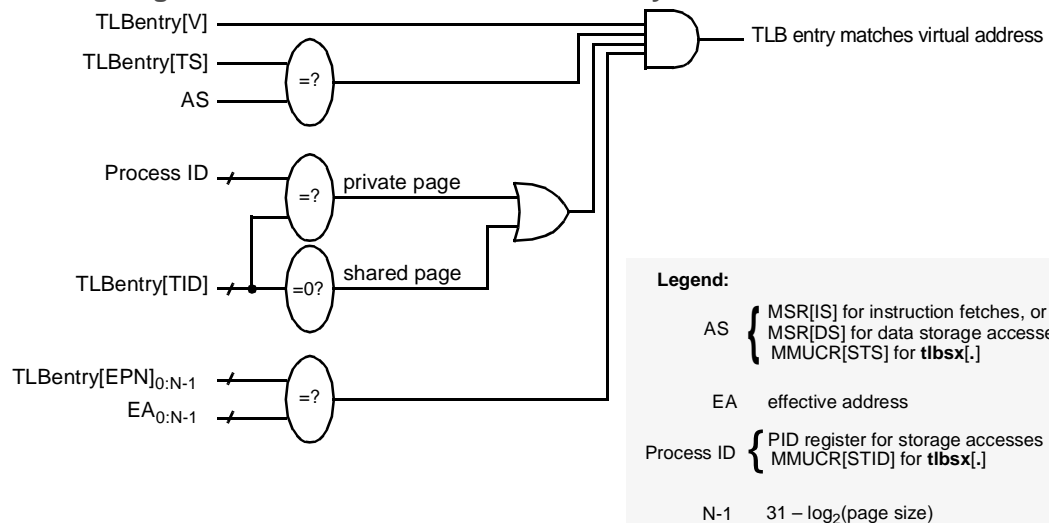 TLBentry[V]
TLB entry matches virtual address
TLBentry[TS]
=?
AS
Process ID
=?
private page
TLBentry[TID]
=0?
shared page
TLBentry[EPN]0:N-1
=?
EA0:N-1
Legend:
AS { MSR[IS] for instruction fetches, or
MSR[DS] for data storage accesse
MMUCR[STS] for tlbsx[.]
EA effective address
Process ID { PID register for storage accesses
MMUCR[STID] for tlbsx[.]
N-1 31 – log2(page size)